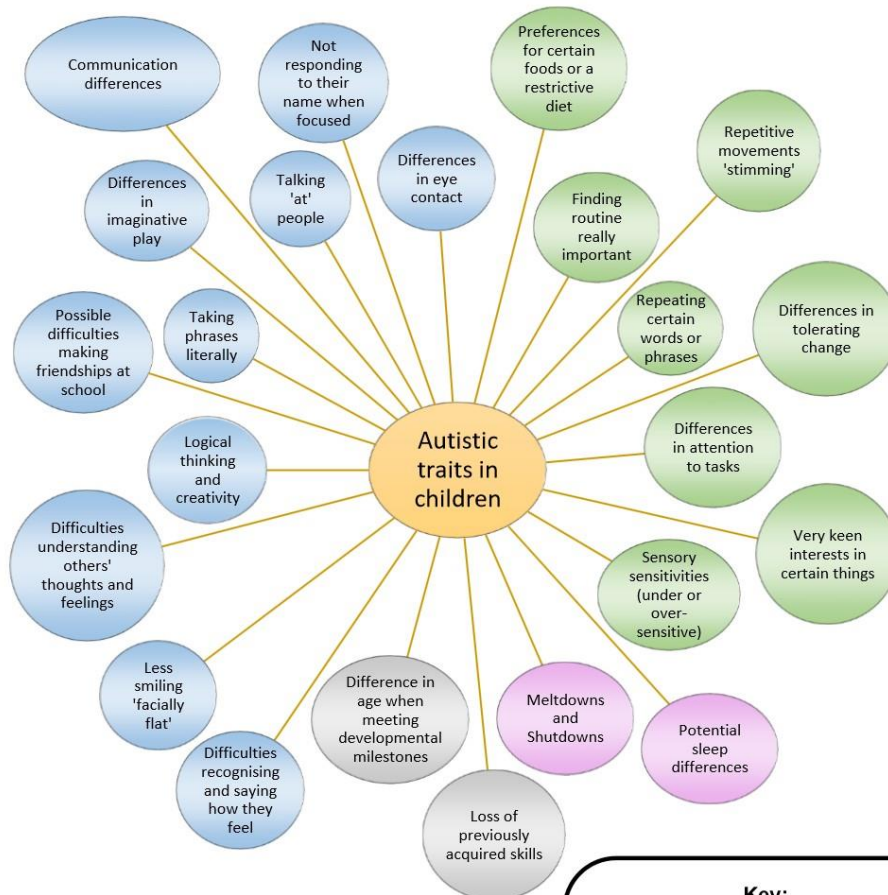 Communication
differences
Not
responding
to their
name when
focused
Preferences
for certain
foods or a
restrictive
diet
Repetitive
movements
'stimming'
Differences
in
imaginative
play
Talking
'at'
people
Differences
in eye
contact
Finding
routine
really
important
Possible
difficulties
making
friendships at
school
Taking
phrases
literally
Repeating
certain
words or
phrases
Differences in
tolerating
change
Logical
thinking
and
creativity
Autistic
traits in
children
Differences
in attention
to tasks
Difficulties
understanding
others'
thoughts and
feelings
Sensory
sensitivities
(under or
over-
sensitive)
Very keen
interests in
certain things
Less
smiling
'facially
flat'
Difficulties
recognising
and saying
how they
feel
Difference in
age when
meeting
developmental
milestones
Meltdowns
and
Shutdowns
Potential
sleep
differences
Loss of
previously
acquired skills
Key: